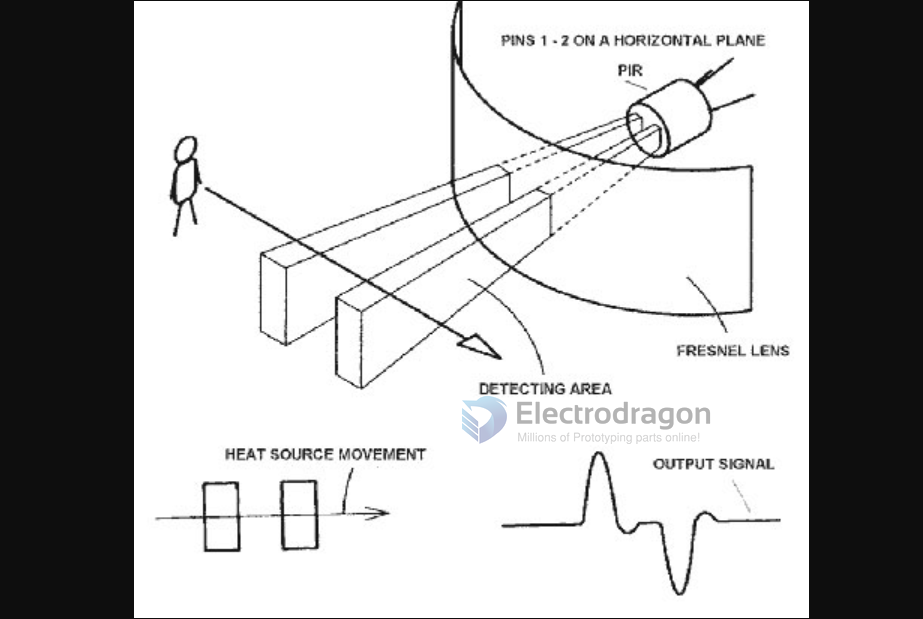 PINS 1 - 2 ON A HORIZONTAL PLANE
PIR
FRESNEL LENS
DETECTING AREA
Electrodragon
Millions of Prototyping parts online!
HEAT SOURCE MOVEMENT
OUTPUT SIGNAL